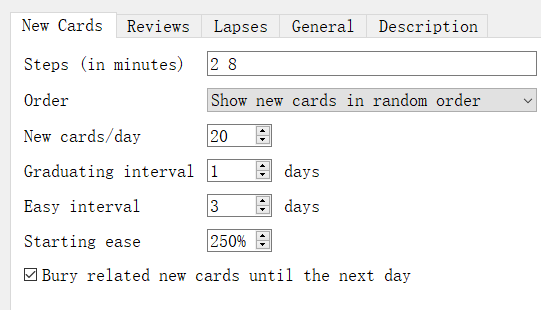 New Cards Reviews Lapses General Description
Steps (in minutes) 2 8
Order Show new cards in random order
New cards/day 20
Graduating interval 1 days
Easy interval 3 days
Starting ease 250%
Bury related new cards until the next day